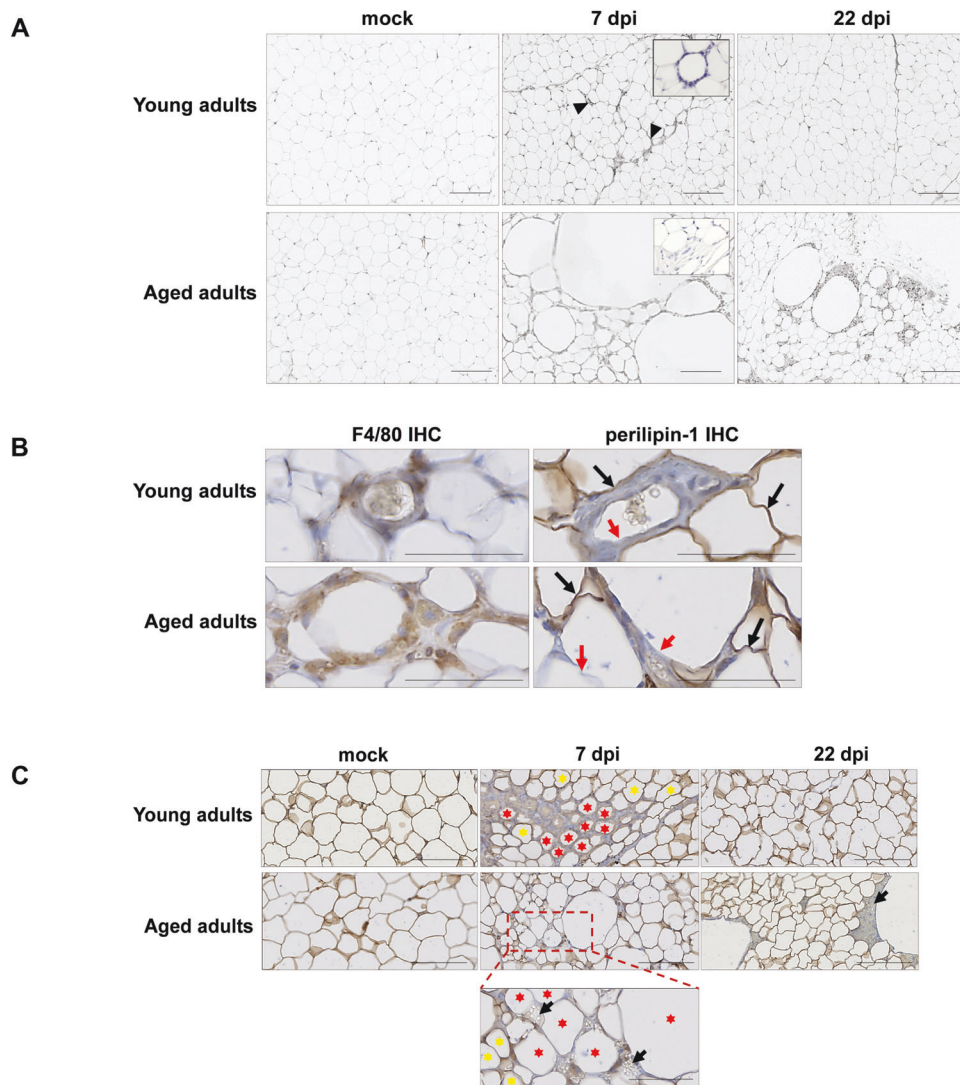 A
mock 7 dpi 22 dpi
Young adults
Aged adults
B
F4/80 IHC perilipin-1 IHC
Young adults
Aged adults
C
mock 7 dpi 22 dpi
Young adults
Aged adults